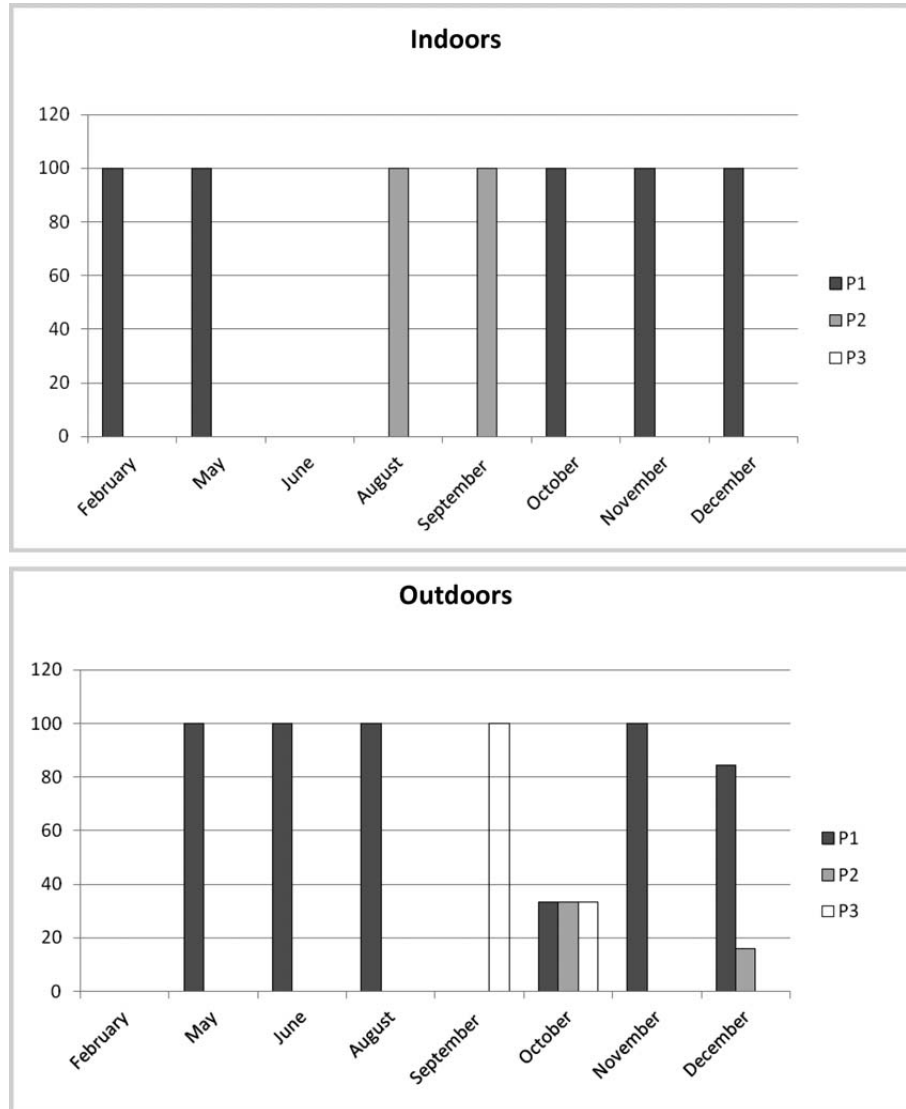 Indoors
120
100
80
60
40
20
0
February
May
June
August
September
October
November
December
P1
P2
P3
Outdoors
120
100
80
60
40
20
0
February
May
June
August
September
October
November
December
P1
P2
P3